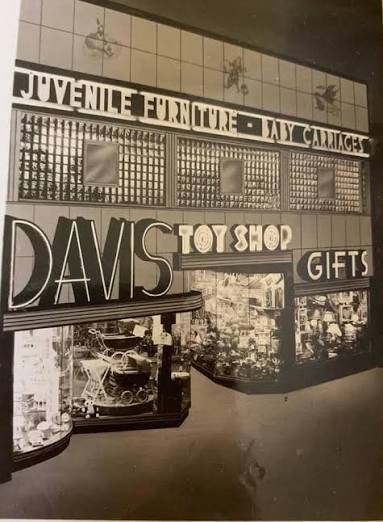 JUVENILE FURNITURE - BABY CARRIAGES
DAVIS TOY SHOP GIFTS